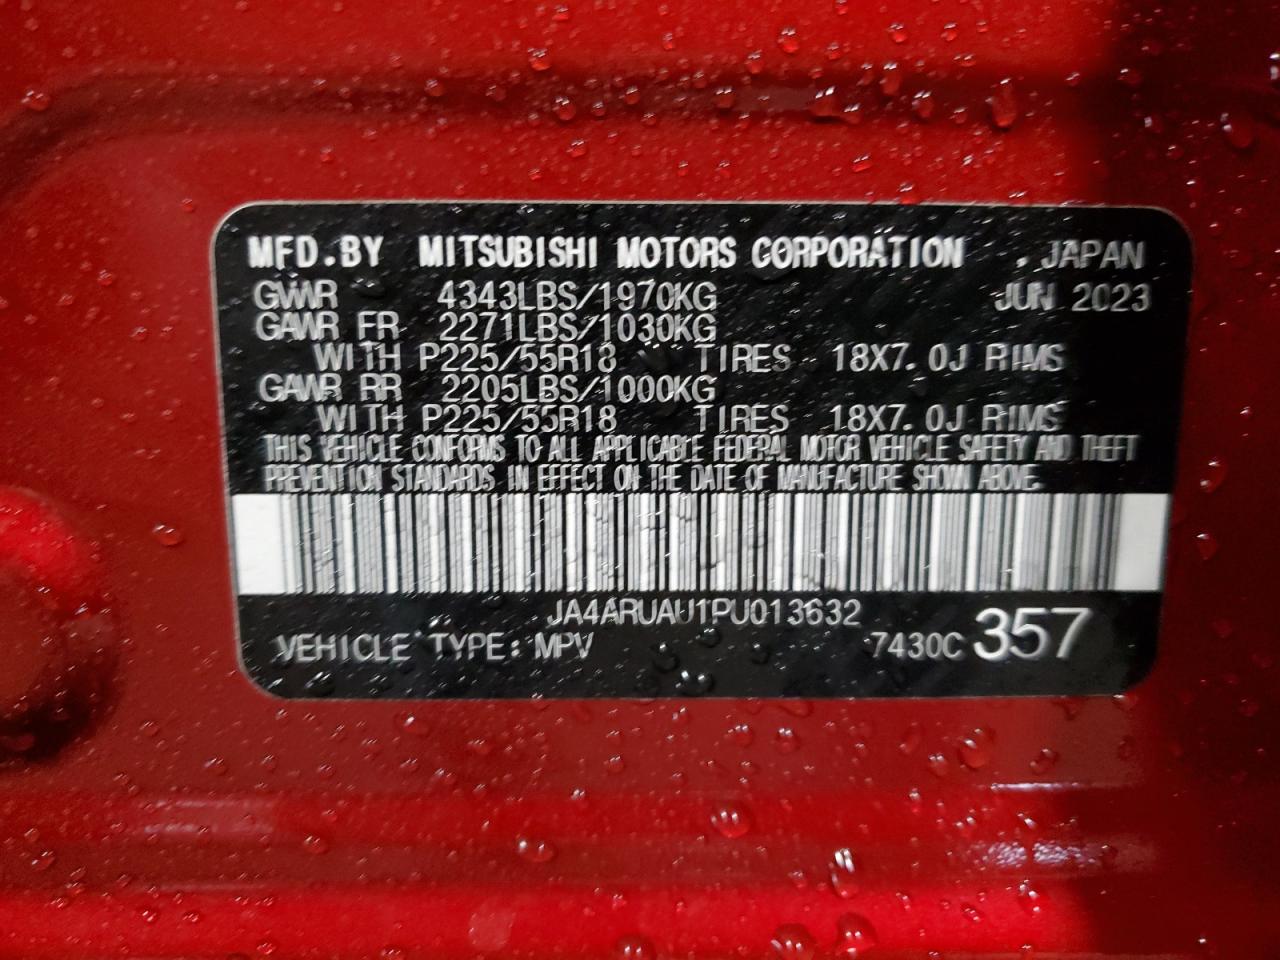 MFD.BY MITSUBISHI MOTORS CORPORATION . JAPAN
GVWR 4343LBS/1970KG JUN 2023
GAWR FR 2271LBS/1030KG
WITH P225/55R18 TIRES 18X7.0J RIMS
GAWR RR 2205LBS/1000KG
WITH P225/55R18 TIRES 18X7.0J RIMS
THIS VEHICLE CONFORMS TO ALL APPLICABLE FEDERAL MOTOR VEHICLE SAFETY AND THEFT
PREVENTION STANDARDS IN EFFECT ON THE DATE OF MANUFACTURE SHOWN ABOVE.
JA4ARUAU1PU013632
VEHICLE TYPE: MPV 7430C 357